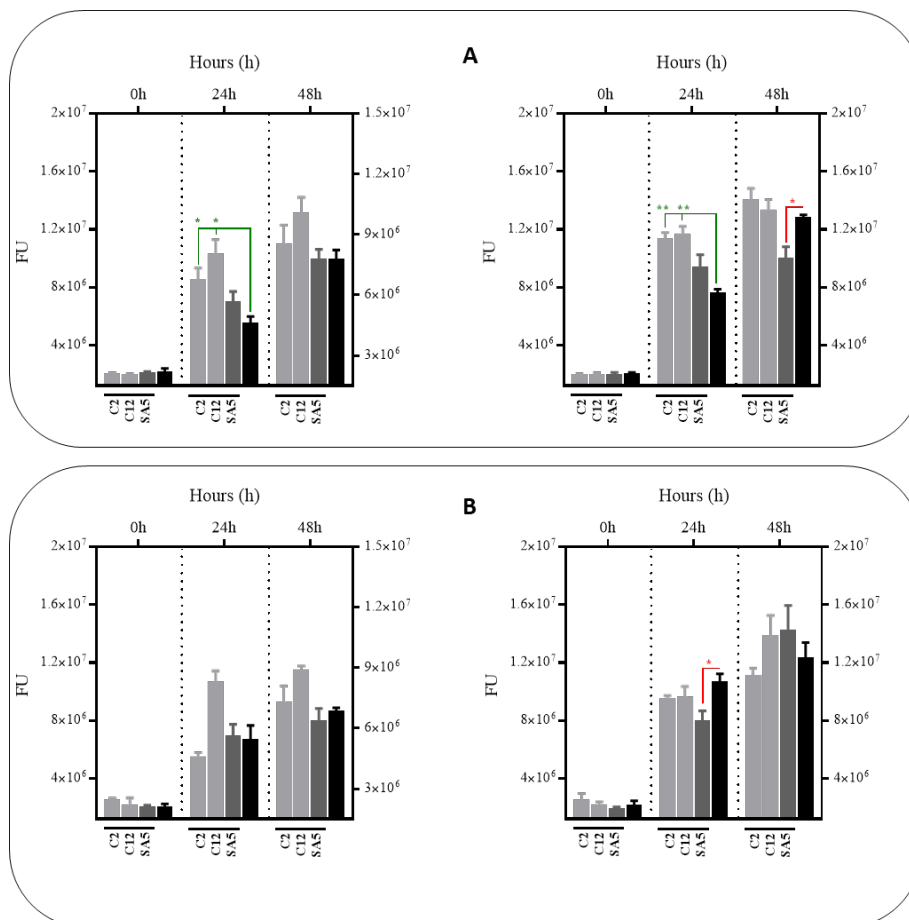 A
Hours (h)
0h 24h 48h
2×10⁷
1.6×10⁷
1.2×10⁷
8×10⁶
4×10⁶
FU
1.5×10⁷
1.2×10⁷
9×10⁶
6×10⁶
3×10⁶
* *
C2 C12 SA5 C2 C12 SA5 C2 C12 SA5
Hours (h)
0h 24h 48h
2×10⁷
1.6×10⁷
1.2×10⁷
8×10⁶
4×10⁶
FU
2×10⁷
1.6×10⁷
1.2×10⁷
8×10⁶
4×10⁶
** **
*
C2 C12 SA5 C2 C12 SA5 C2 C12 SA5
B
Hours (h)
0h 24h 48h
2×10⁷
1.6×10⁷
1.2×10⁷
8×10⁶
4×10⁶
FU
1.5×10⁷
1.2×10⁷
9×10⁶
6×10⁶
3×10⁶
C2 C12 SA5 C2 C12 SA5 C2 C12 SA5
Hours (h)
0h 24h 48h
2×10⁷
1.6×10⁷
1.2×10⁷
8×10⁶
4×10⁶
FU
2×10⁷
1.6×10⁷
1.2×10⁷
8×10⁶
4×10⁶
*
C2 C12 SA5 C2 C12 SA5 C2 C12 SA5